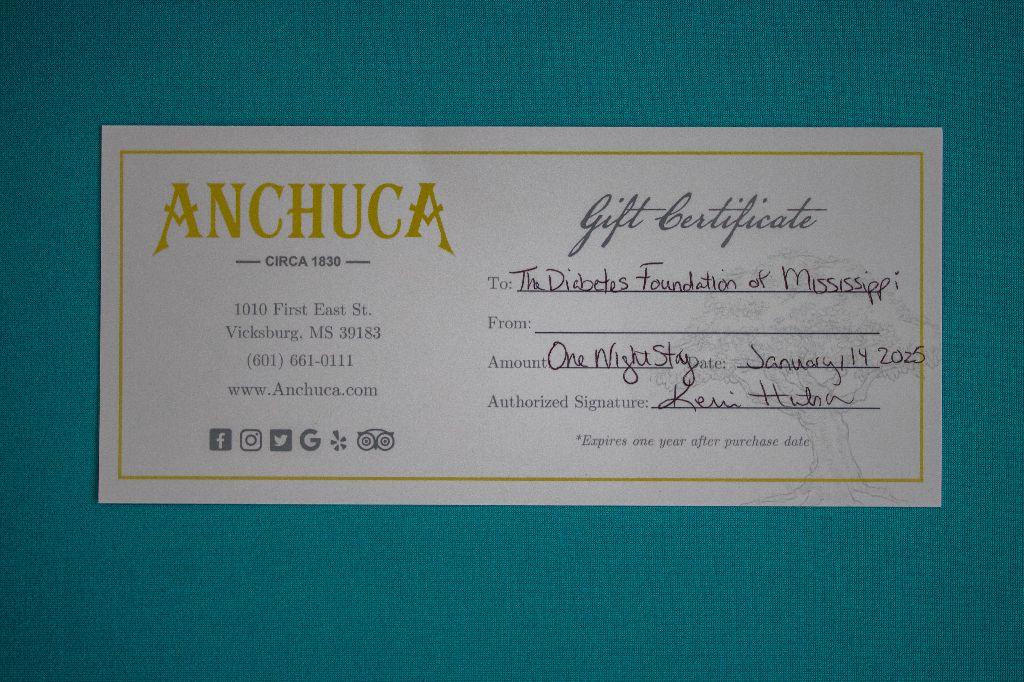 ANCHUCA
CIRCA 1830
1010 First East St.
Vicksburg, MS 39183
(601) 661-0111
www.Anchuca.com
Gift Certificate
To: The Diabetes Foundation of Mississippi
From:
Amount: One Night Stay Date: January, 14 2025
Authorized Signature:
*Expires one year after purchase date